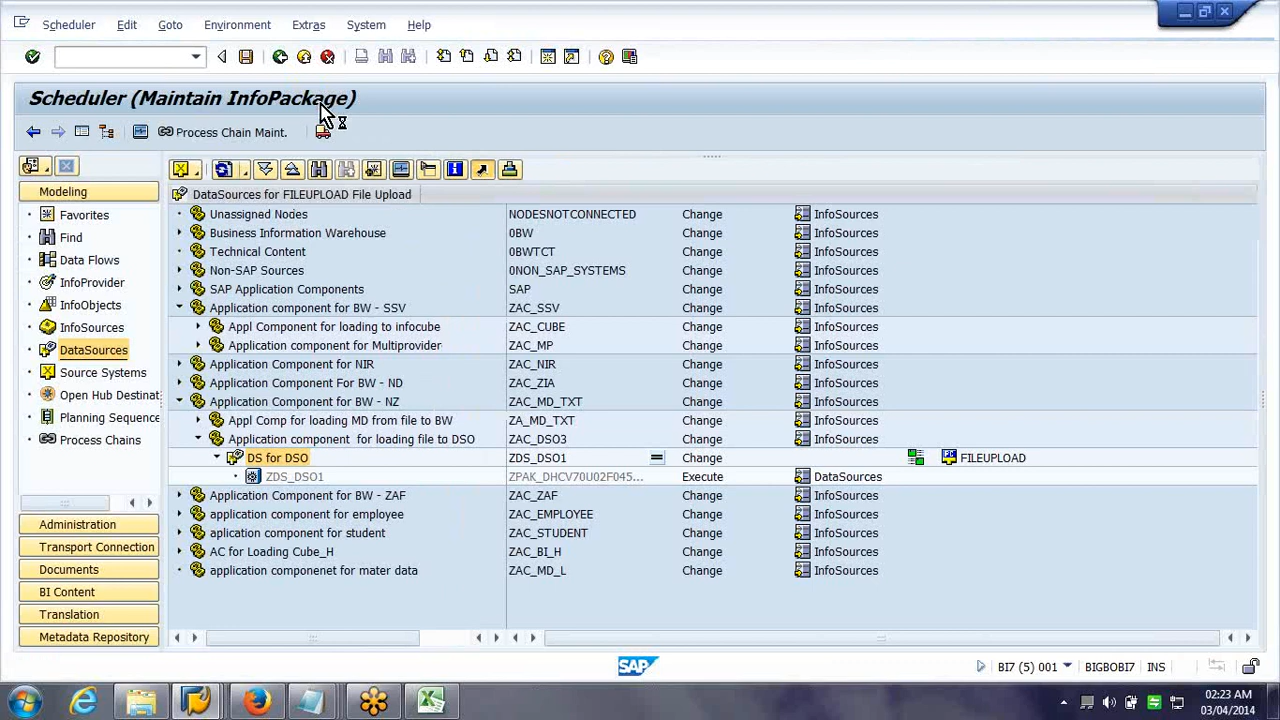 Scheduler Edit Goto Environment Extras System Help
Scheduler (Maintain InfoPackage)
Process Chain Maint.
Modeling
Favorites
Find
Data Flows
InfoProvider
InfoObjects
InfoSources
DataSources
Source Systems
Open Hub Destinat
Planning Sequence
Process Chains
Administration
Transport Connection
Documents
BI Content
Translation
Metadata Repository
DataSources for FILEUPLOAD File Upload
Unassigned Nodes NODESNOTCONNECTED Change InfoSources
Business Information Warehouse 0BW Change InfoSources
Technical Content 0BWTCT Change InfoSources
Non-SAP Sources 0NON_SAP_SYSTEMS Change InfoSources
SAP Application Components SAP Change InfoSources
Application component for BW - SSV ZAC_SSV Change InfoSources
Appl Component for loading to infocube ZAC_CUBE Change InfoSources
Application component for Multiprovider ZAC_MP Change InfoSources
Application Component for NIR ZAC_NIR Change InfoSources
Application Component For BW - ND ZAC_ZIA Change InfoSources
Application Component for BW - NZ ZAC_MD_TXT Change InfoSources
Appl Comp for loading MD from file to BW ZA_MD_TXT Change InfoSources
Application component for loading file to DSO ZAC_DSO3 Change InfoSources
DS for DSO ZDS_DSO1 Change FILEUPLOAD
ZDS_DSO1 ZPAK_DHCV70U02F045... Execute DataSources
Application Component for BW - ZAF ZAC_ZAF Change InfoSources
application component for employee ZAC_EMPLOYEE Change InfoSources
aplication component for student ZAC_STUDENT Change InfoSources
AC for Loading Cube_H ZAC_BI_H Change InfoSources
application componenet for mater data ZAC_MD_L Change InfoSources
SAP
BI7 (5) 001 BIGBOBI7 INS
02:23 AM
03/04/2014